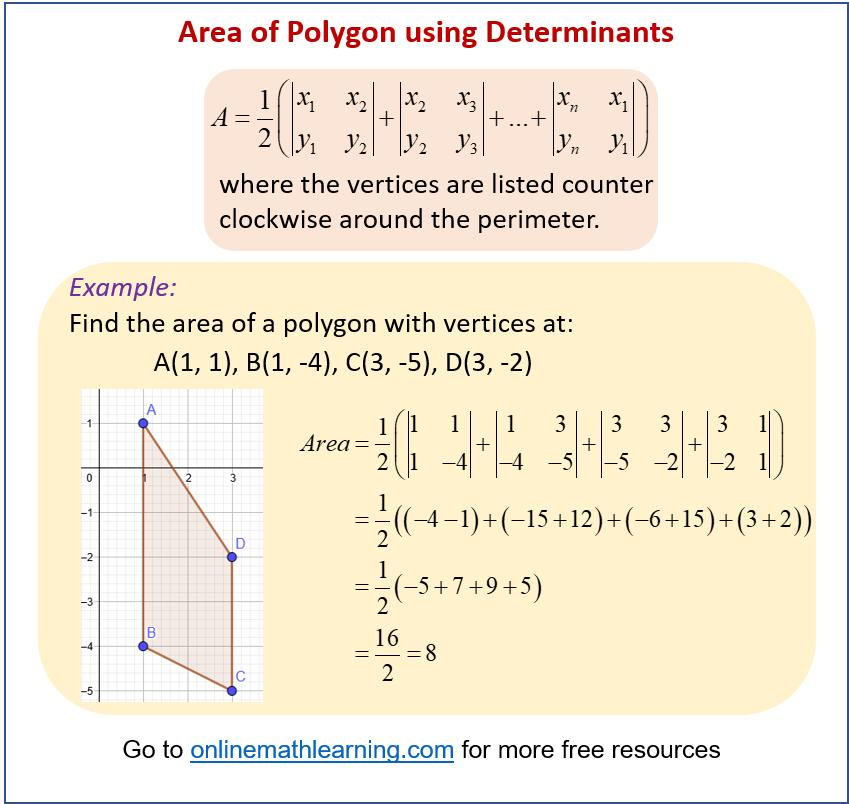 Area of Polygon using Determinants
A = 1/2 ( |x₁ x₂; y₁ y₂| + |x₂ x₃; y₂ y₃| + ... + |xₙ x₁; yₙ y₁| )
where the vertices are listed counter
clockwise around the perimeter.
Example:
Find the area of a polygon with vertices at:
A(1, 1), B(1, -4), C(3, -5), D(3, -2)
A
1
0
1
2
3
–1
D
–2
–3
B
–4
C
–5
Area = 1/2 ( |1 1; 1 −4| + |1 3; −4 −5| + |3 3; −5 −2| + |3 1; −2 1| )
= 1/2 ((−4 −1)+(−15+12)+(−6+15)+(3+2))
= 1/2 (−5+7+9+5)
= 16/2 = 8
Go to onlinemathlearning.com for more free resources